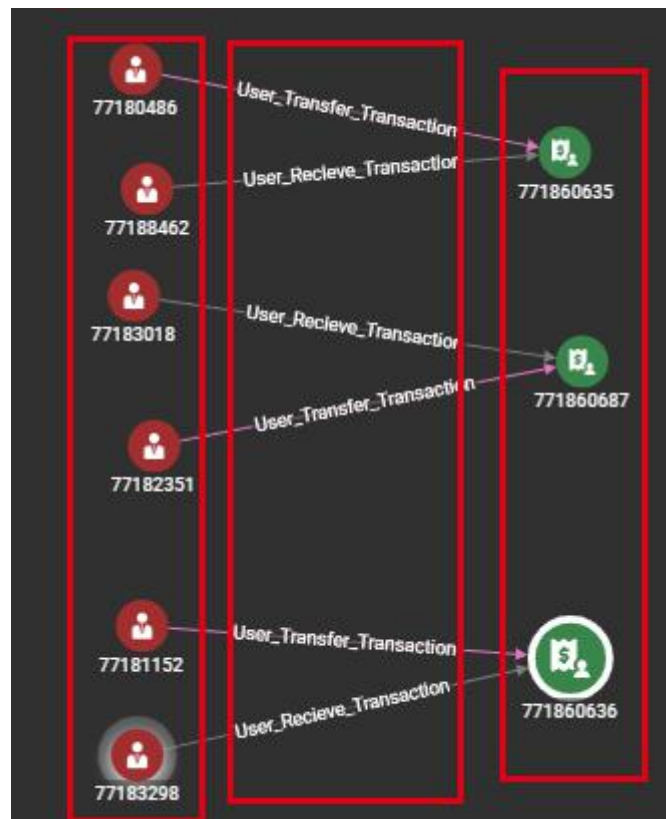 77180486
User_Transfer_Transaction
User_Recieve_Transaction
771860635
77188462
77183018
User_Recieve_Transaction
771860687
User_Transfer_Transaction
77182351
77181152
User_Transfer_Transaction
771860636
User_Recieve_Transaction
77183298